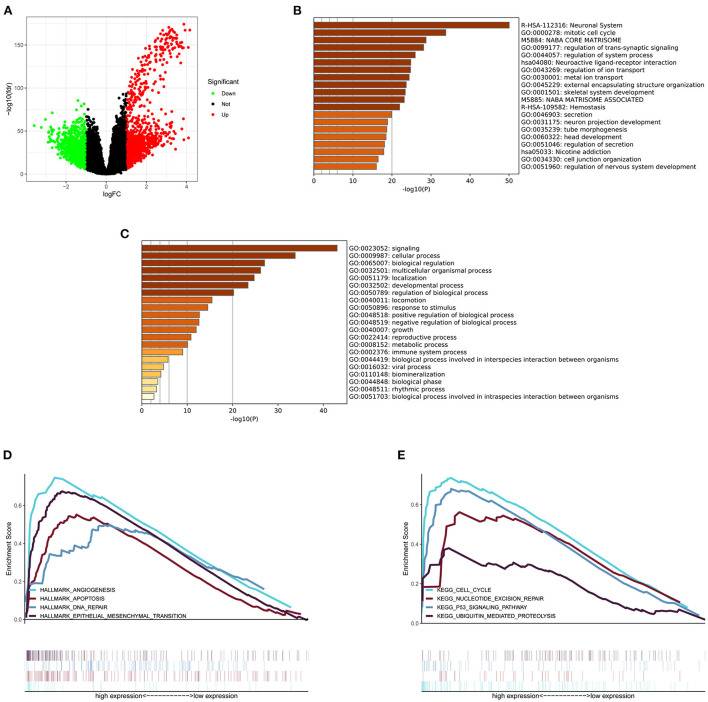 A
150
100
50
0
-log10(fdr)
-2
0
2
4
logFC
Significant
Down
Not
Up
B
R-HSA-112316: Neuronal System
GO:0000278: mitotic cell cycle
M5884: NABA CORE MATRISOME
GO:0099177: regulation of trans-synaptic signaling
GO:0044057: regulation of system process
hsa04080: Neuroactive ligand-receptor interaction
GO:0043269: regulation of ion transport
GO:0030001: metal ion transport
GO:0045229: external encapsulating structure organization
GO:0001501: skeletal system development
M5885: NABA MATRISOME ASSOCIATED
R-HSA-109582: Hemostasis
GO:0046903: secretion
GO:0031175: neuron projection development
GO:0035239: tube morphogenesis
GO:0060322: head development
GO:0051046: regulation of secretion
hsa05033: Nicotine addiction
GO:0034330: cell junction organization
GO:0051960: regulation of nervous system development
0
10
20
30
40
50
-log10(P)
C
GO:0023052: signaling
GO:0009987: cellular process
GO:0065007: biological regulation
GO:0032501: multicellular organismal process
GO:0051179: localization
GO:0032502: developmental process
GO:0050789: regulation of biological process
GO:0040011: locomotion
GO:0050896: response to stimulus
GO:0048518: positive regulation of biological process
GO:0048519: negative regulation of biological process
GO:0040007: growth
GO:0022414: reproductive process
GO:0008152: metabolic process
GO:0002376: immune system process
GO:0044419: biological process involved in interspecies interaction between organisms
GO:0016032: viral process
GO:0110148: biomineralization
GO:0044848: biological phase
GO:0048511: rhythmic process
GO:0051703: biological process involved in intraspecies interaction between organisms
0
10
20
30
40
-log10(P)
D
Enrichment Score
0.6
0.4
0.2
0.0
HALLMARK_ANGIOGENESIS
HALLMARK_APOPTOSIS
HALLMARK_DNA_REPAIR
HALLMARK_EPITHELIAL_MESENCHYMAL_TRANSITION
high expression<----------->low expression
E
Enrichment Score
0.6
0.4
0.2
0.0
KEGG_CELL_CYCLE
KEGG_NUCLEOTIDE_EXCISION_REPAIR
KEGG_P53_SIGNALING_PATHWAY
KEGG_UBIQUITIN_MEDIATED_PROTEOLYSIS
high expression<----------->low expression